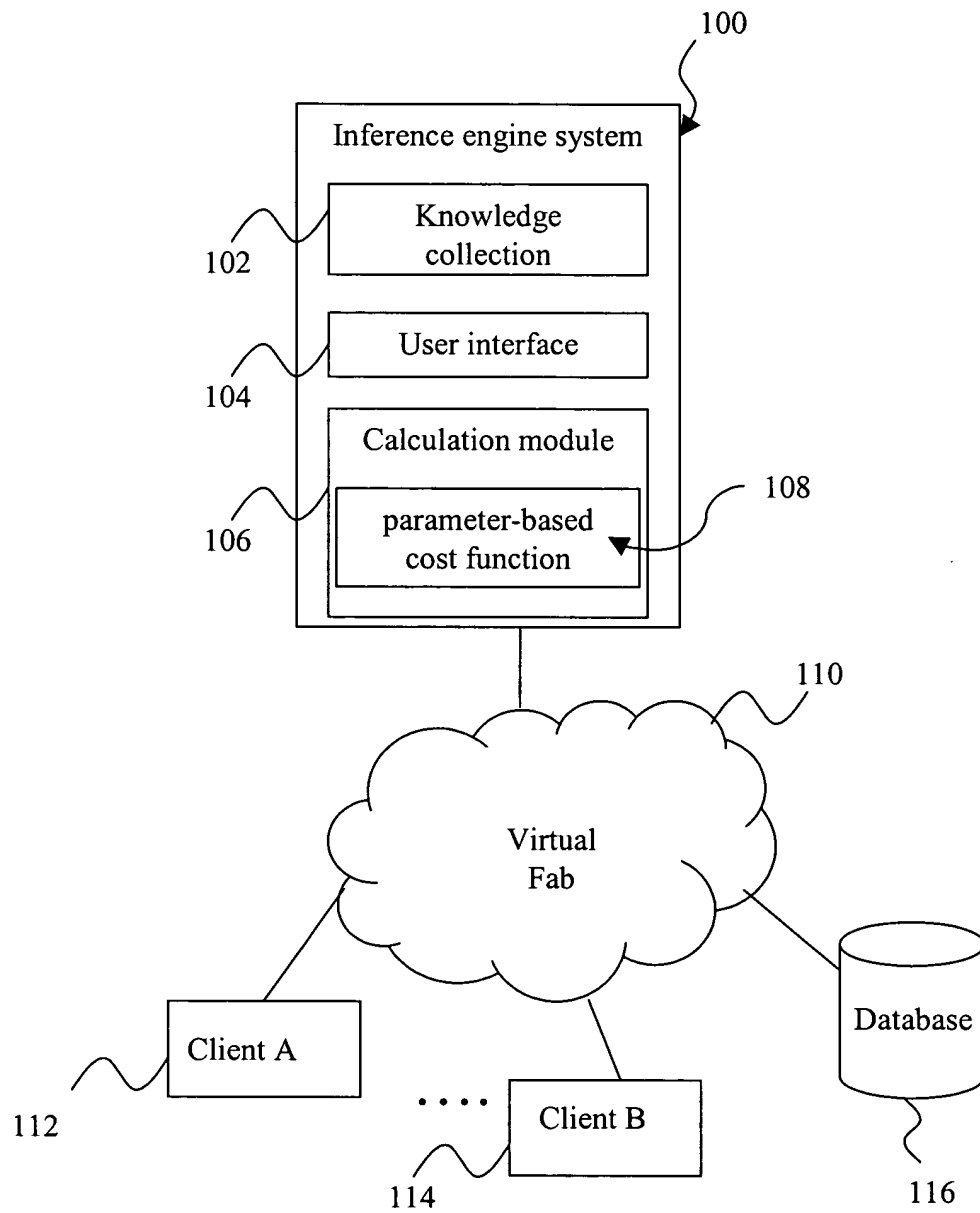 100
Inference engine system
Knowledge
collection
102
User interface
104
Calculation module
108
parameter-based
cost function
106
110
Virtual
Fab
Database
Client A
Client B
112
114
116